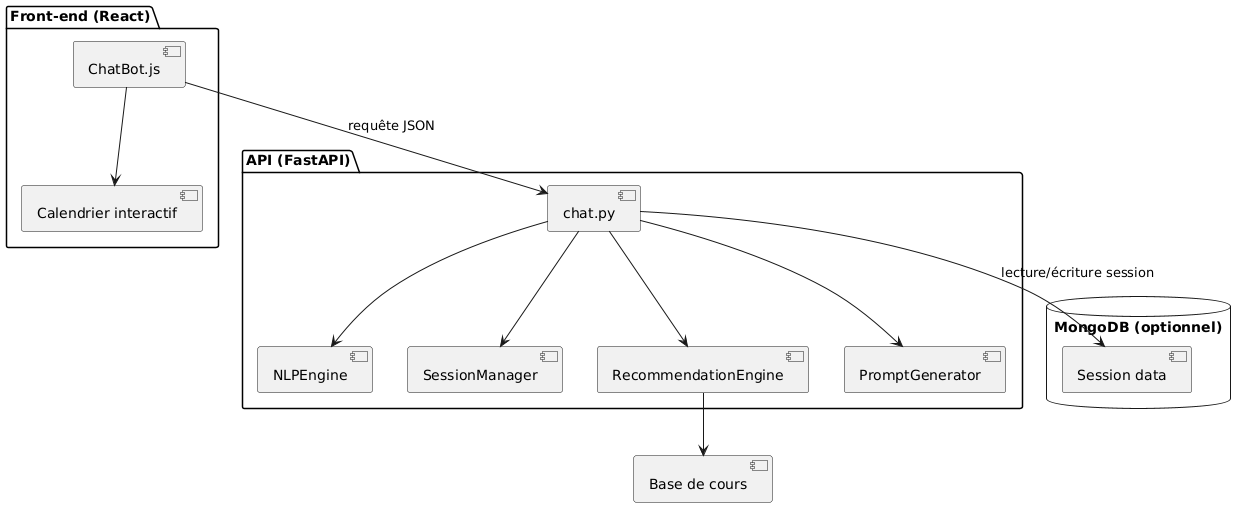 Front-end (React)
ChatBot.js
requête JSON
API (FastAPI)
Calendrier interactif
chat.py
lecture/écriture session
MongoDB (optionnel)
NLPEngine
SessionManager
RecommendationEngine
PromptGenerator
Session data
Base de cours